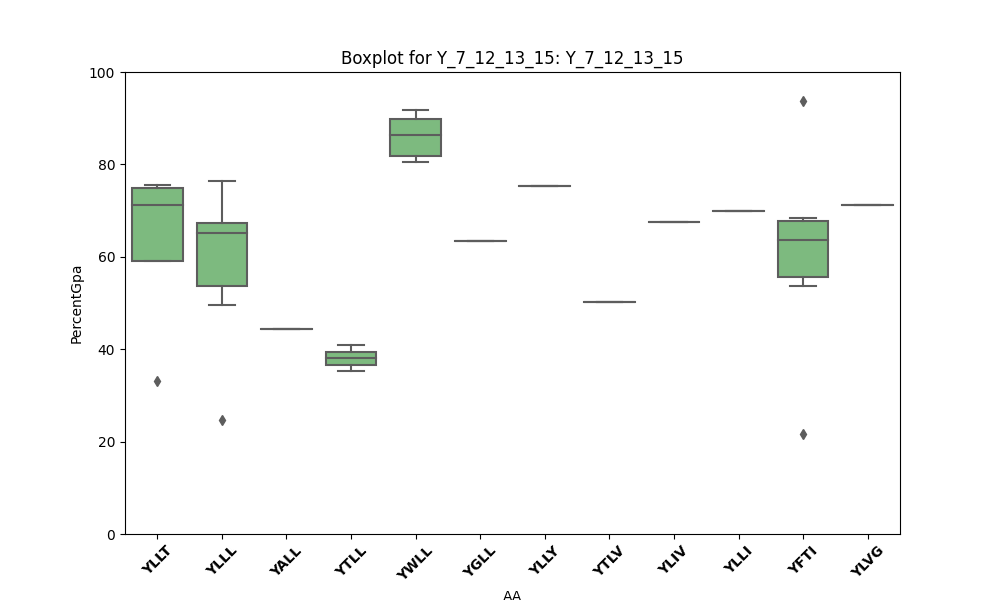 Boxplot for Y_7_12_13_15: Y_7_12_13_15
100
80
60
40
20
0
PercentGpa
YLLT YLLL YALL YTLL YWLL YGLL YLLY YTLV YLIV YLLI YFTI YLVG
AA